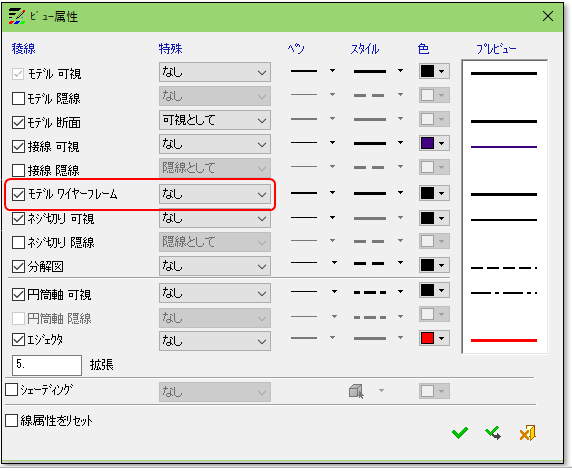 ビュー属性
稜線 特殊 ペン スタイル 色 プレビュー
モデル 可視 なし
モデル 隠線 なし
モデル 断面 可視として
接線 可視 なし
接線 隠線 隠線として
モデル ワイヤーフレーム なし
ネジ切り 可視 なし
ネジ切り 隠線 隠線として
分解図 なし
円筒軸 可視 なし
円筒軸 隠線 なし
エジェクタ なし
5. 拡張
シェーディング なし
線属性をリセット